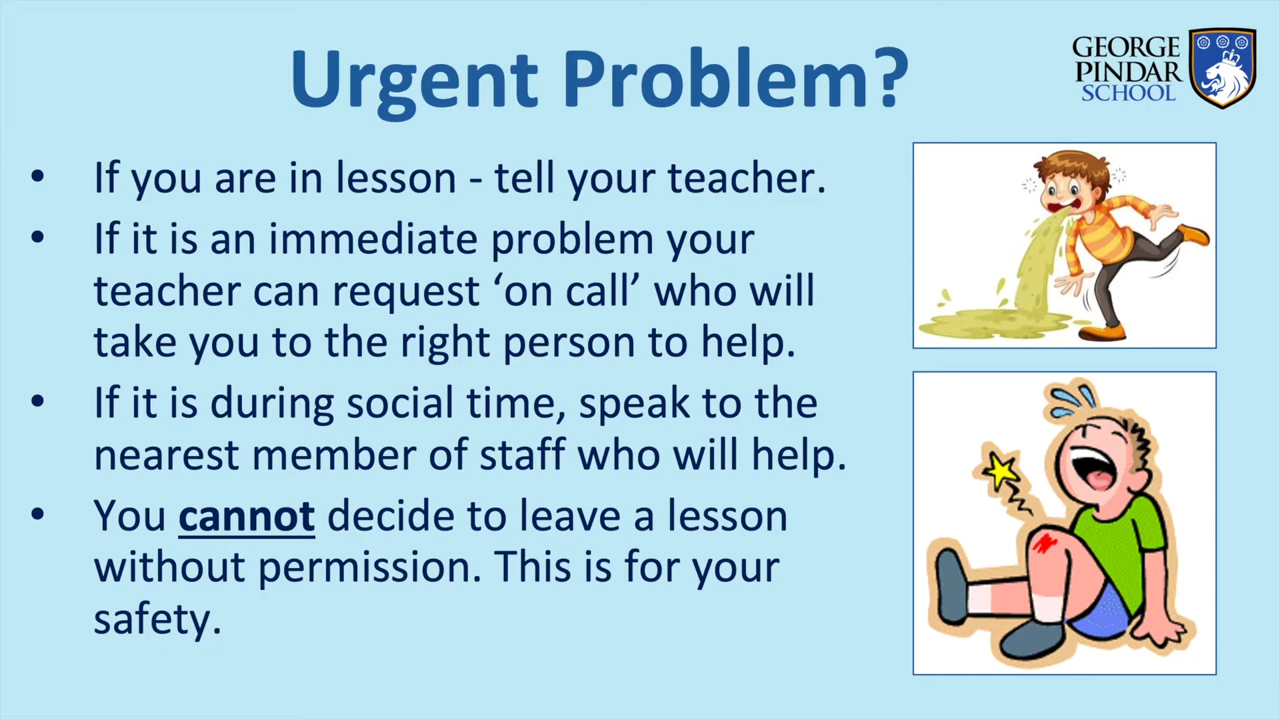 Urgent Problem?
GEORGE
PINDAR
SCHOOL
• If you are in lesson - tell your teacher.
• If it is an immediate problem your
teacher can request ‘on call’ who will
take you to the right person to help.
• If it is during social time, speak to the
nearest member of staff who will help.
• You cannot decide to leave a lesson
without permission. This is for your
safety.